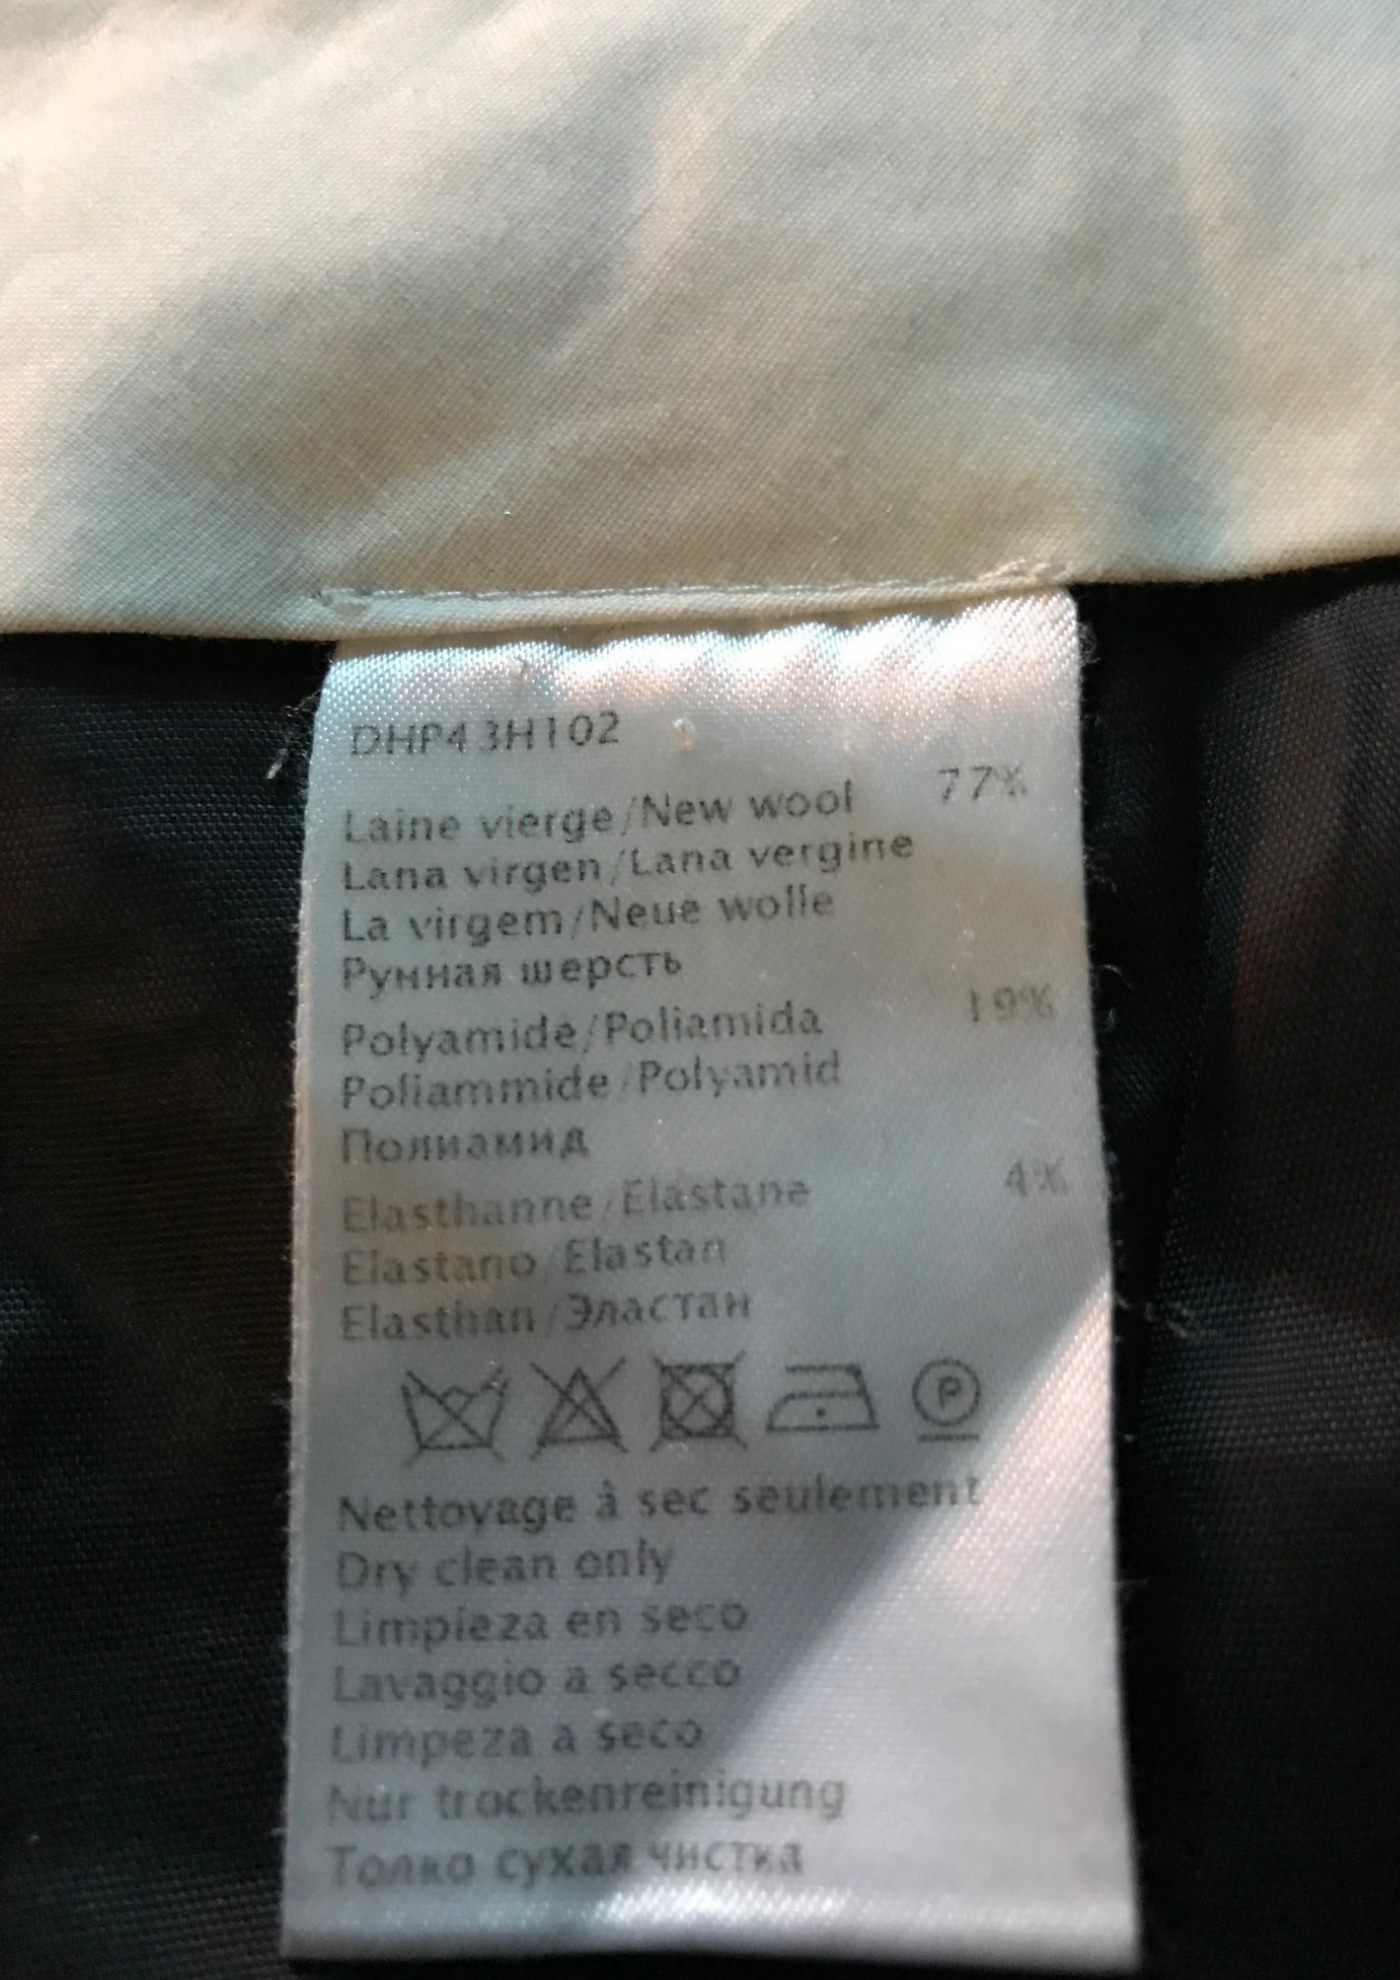 DHP43H102
Laine vierge/New wool 77%
Lana virgen/Lana vergine
La virgem/Neue wolle
Рунная шерсть
Polyamide/Poliamida 19%
Poliammide/Polyamid
Полиамид
Elasthanne/Elastane 4%
Elastano/Elastan
Elasthan/Эластан
P
Nettoyage à sec seulement
Dry clean only
Limpieza en seco
Lavaggio a secco
Limpeza a seco
Nur trockenreinigung
Толко сухая чистка